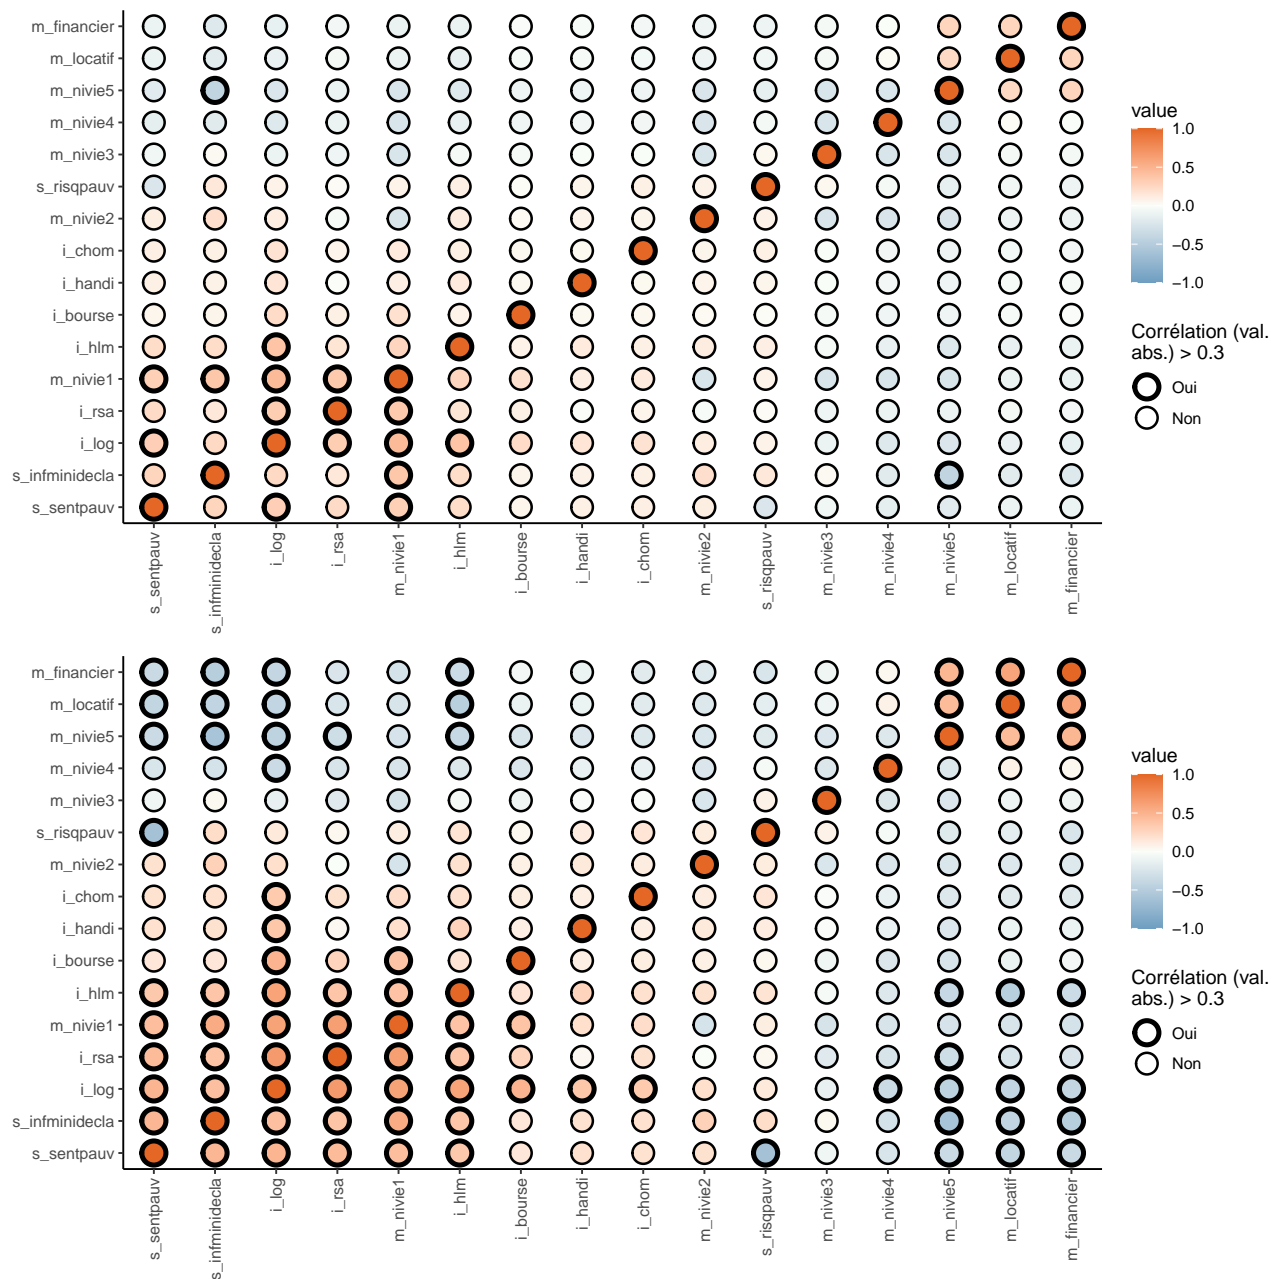 m_financier
m_locatif
m_nivie5
m_nivie4
m_nivie3
s_risqpauv
m_nivie2
i_chom
i_handi
i_bourse
i_hlm
m_nivie1
i_rsa
i_log
s_infminidecla
s_sentpauv
s_sentpauv
s_infminidecla
i_log
i_rsa
m_nivie1
i_hlm
i_bourse
i_handi
i_chom
m_nivie2
s_risqpauv
m_nivie3
m_nivie4
m_nivie5
m_locatif
m_financier
value
1.0
0.5
0.0
−0.5
−1.0
Corrélation (val.
abs.) > 0.3
Oui
Non
m_financier
m_locatif
m_nivie5
m_nivie4
m_nivie3
s_risqpauv
m_nivie2
i_chom
i_handi
i_bourse
i_hlm
m_nivie1
i_rsa
i_log
s_infminidecla
s_sentpauv
s_sentpauv
s_infminidecla
i_log
i_rsa
m_nivie1
i_hlm
i_bourse
i_handi
i_chom
m_nivie2
s_risqpauv
m_nivie3
m_nivie4
m_nivie5
m_locatif
m_financier
value
1.0
0.5
0.0
−0.5
−1.0
Corrélation (val.
abs.) > 0.3
Oui
Non